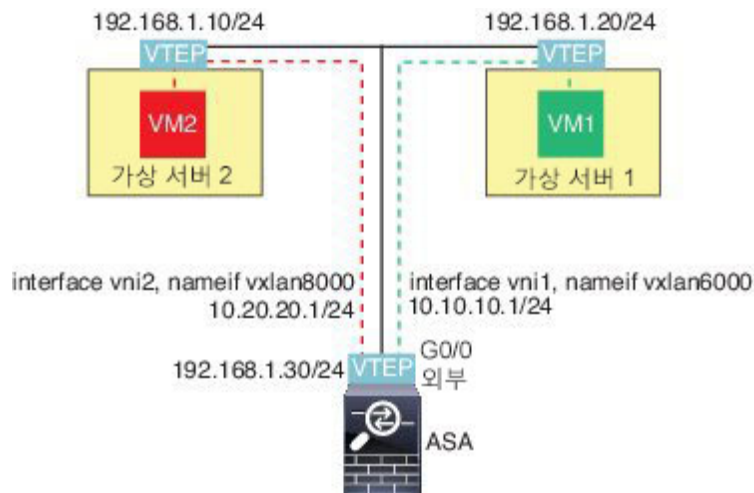 192.168.1.10/24
192.168.1.20/24
VTEP
VTEP
VM2
VM1
가상 서버 2
가상 서버 1
interface vni2, nameif vxlan8000
10.20.20.1/24
interface vni1, nameif vxlan6000
10.10.10.1/24
192.168.1.30/24
VTEP
G0/0
외부
ASA